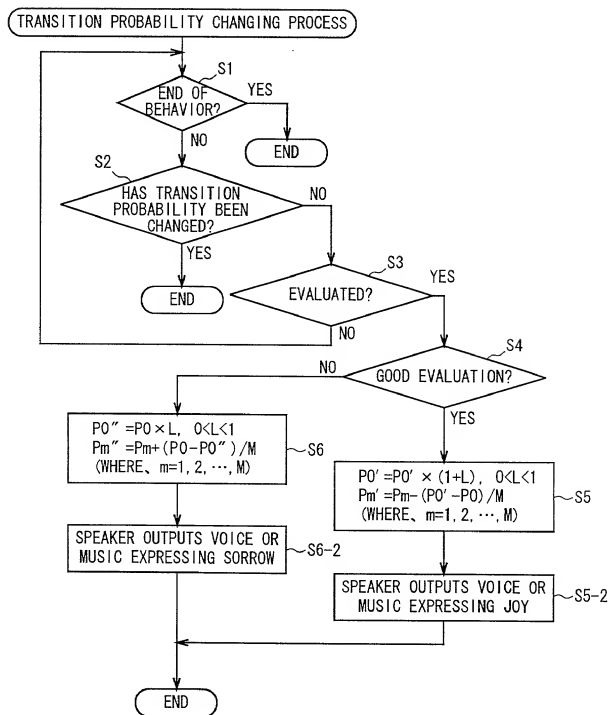 TRANSITION PROBABILITY CHANGING PROCESS
S1
END OF
BEHAVIOR?
YES
END
NO
S2
HAS TRANSITION
PROBABILITY BEEN
CHANGED?
NO
YES
END
S3
EVALUATED?
YES
NO
S4
GOOD EVALUATION?
NO
YES
P0″=P0×L, 0<L<1
Pm″=Pm+(P0-P0″)/M
(WHERE、m=1,2,…,M)
S6
P0′=P0′×(1+L), 0<L<1
Pm′=Pm-(P0′-P0)/M
(WHERE、m=1,2,…,M)
S5
SPEAKER OUTPUTS VOICE OR
MUSIC EXPRESSING SORROW
S6-2
SPEAKER OUTPUTS VOICE OR
MUSIC EXPRESSING JOY
S5-2
END